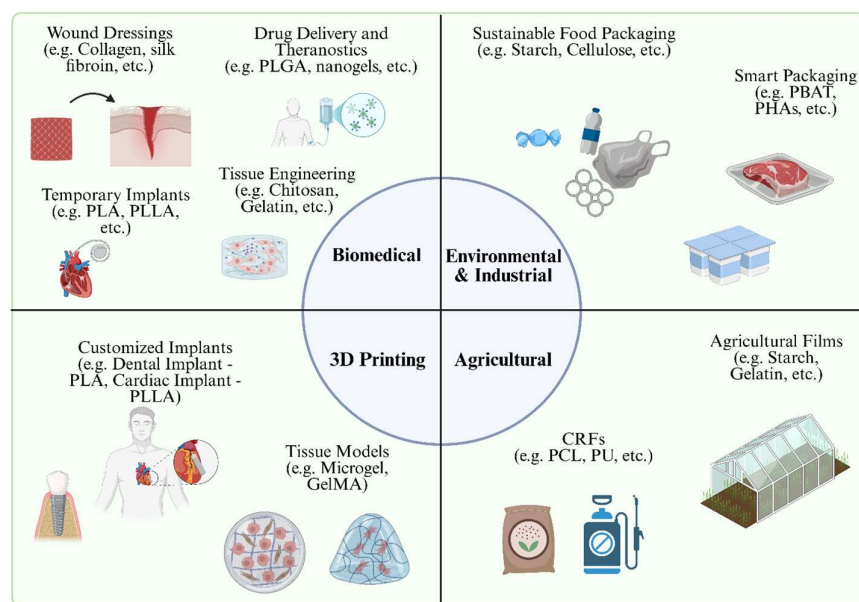 Wound Dressings
(e.g. Collagen, silk
fibroin, etc.)
Drug Delivery and
Theranostics
(e.g. PLGA, nanogels, etc.)
Temporary Implants
(e.g. PLA, PLLA,
etc.)
Tissue Engineering
(e.g. Chitosan,
Gelatin, etc.)
Biomedical
Sustainable Food Packaging
(e.g. Starch, Cellulose, etc.)
Smart Packaging
(e.g. PBAT,
PHAs, etc.)
Environmental
& Industrial
Customized Implants
(e.g. Dental Implant -
PLA, Cardiac Implant -
PLLA)
Tissue Models
(e.g. Microgel,
GelMA)
3D Printing
Agricultural
CRFs
(e.g. PCL, PU, etc.)
Agricultural Films
(e.g. Starch,
Gelatin, etc.)